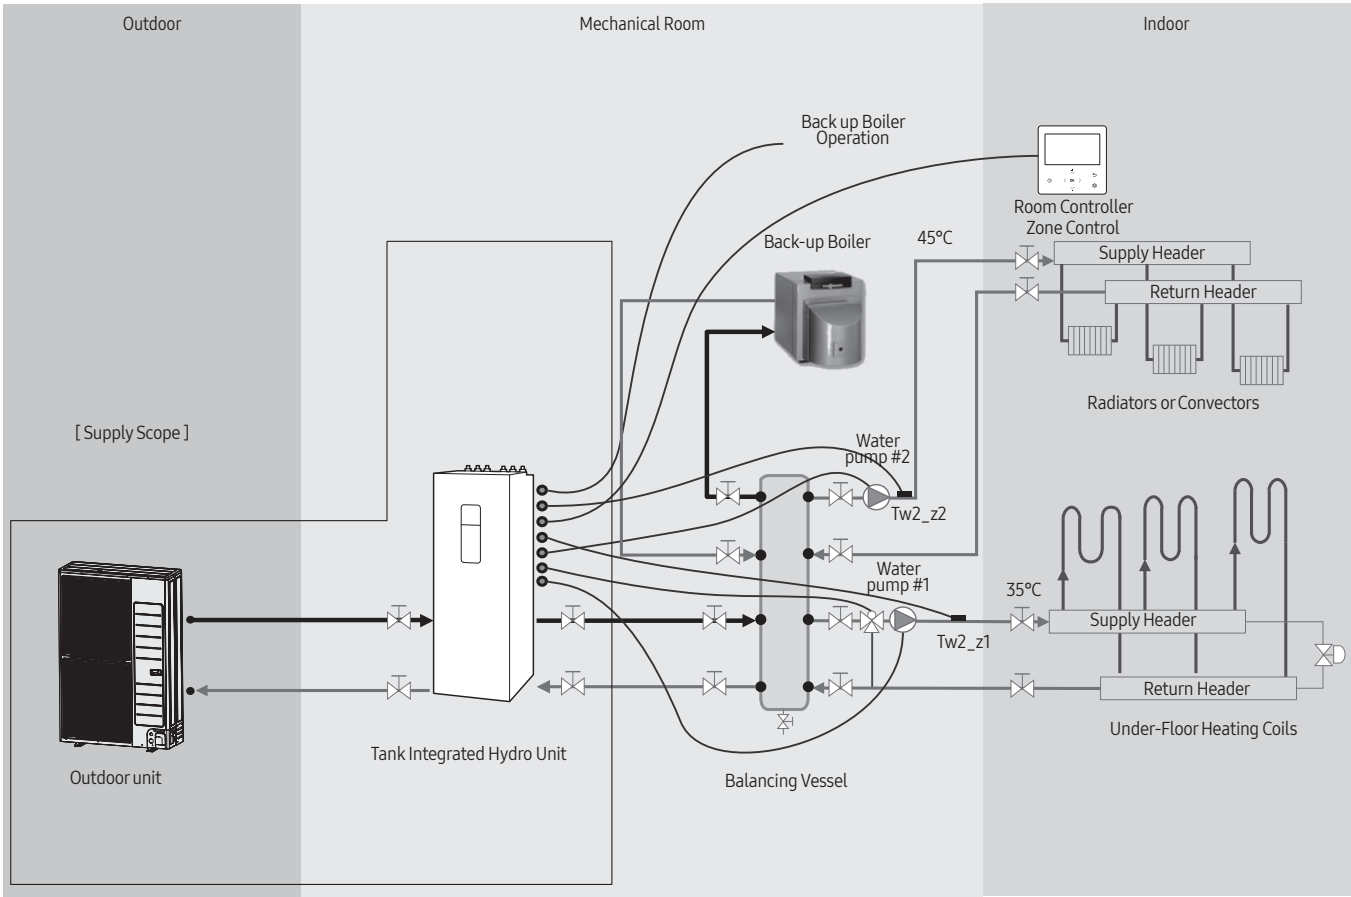 Outdoor
Mechanical Room
Indoor
Back up Boiler
Operation
Room Controller
Zone Control
Back-up Boiler
45°C
Supply Header
Return Header
Radiators or Convectors
[ Supply Scope ]
Water
pump #2
Tw2_z2
Water
pump #1
35°C
Tw2_z1
Supply Header
Return Header
Under-Floor Heating Coils
Tank Integrated Hydro Unit
Outdoor unit
Balancing Vessel